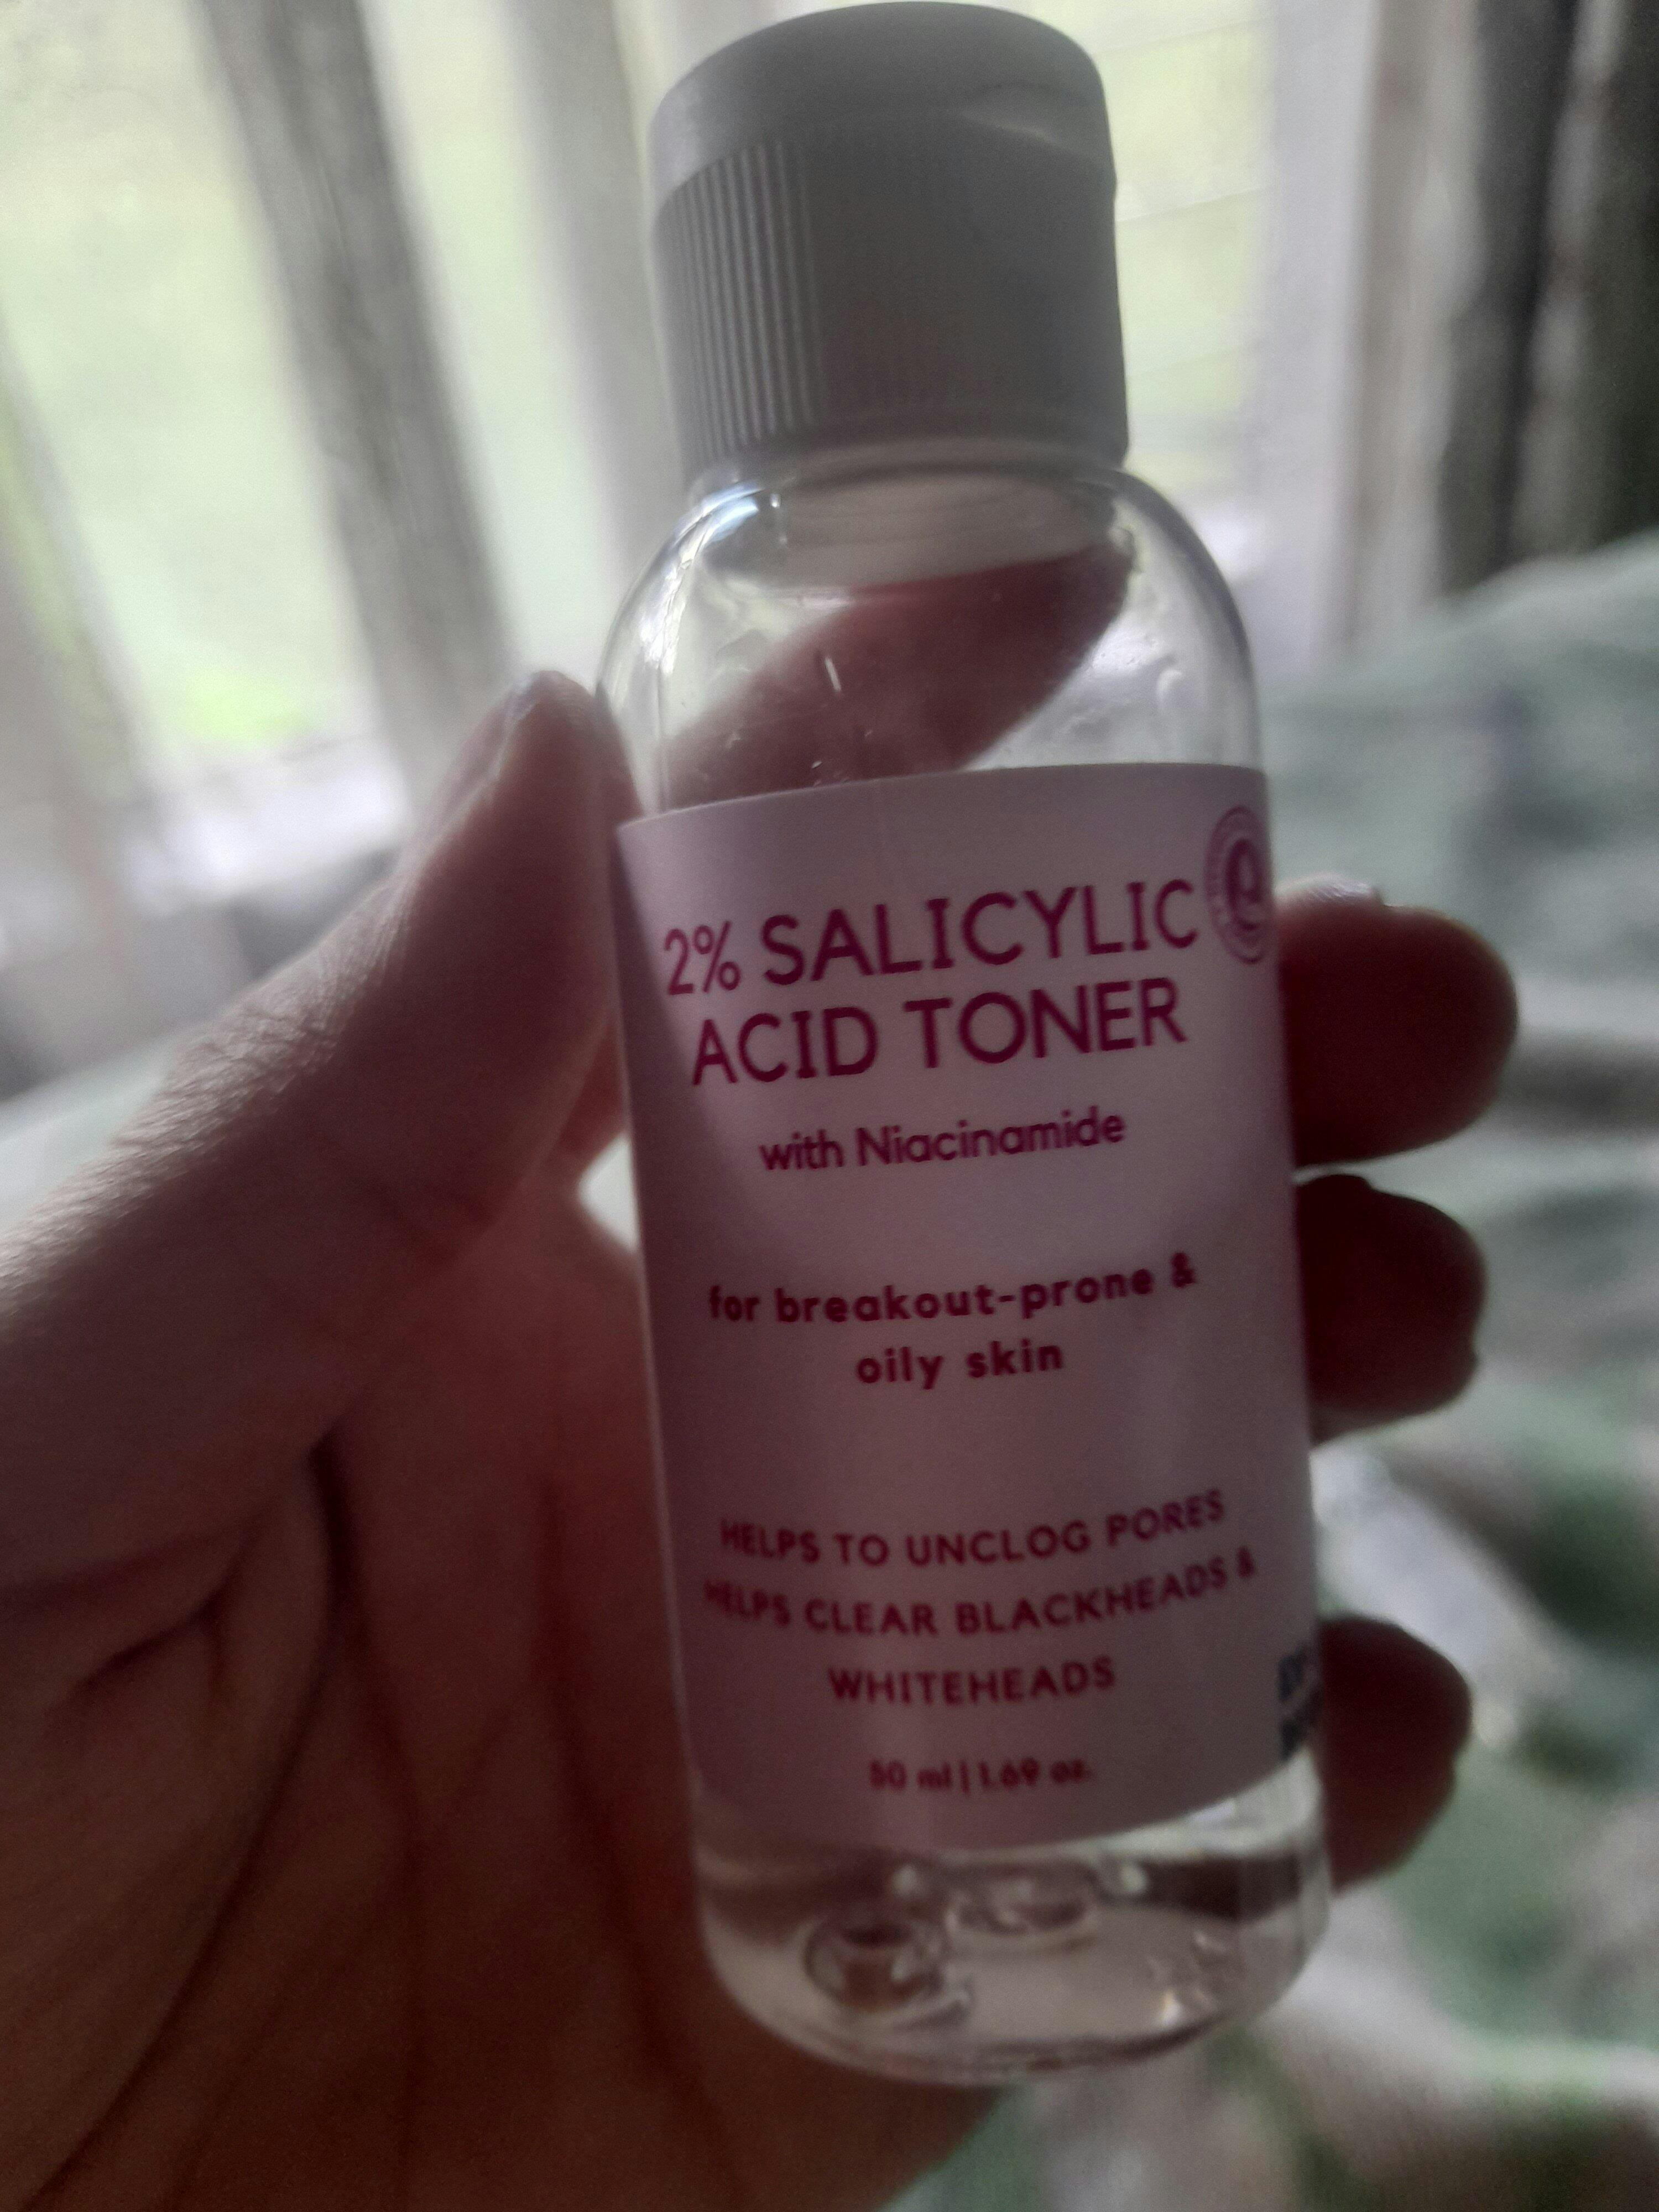 2% SALICYLIC
ACID TONER
with Niacinamide
for breakout-prone &
oily skin
HELPS TO UNCLOG PORES
HELPS CLEAR BLACKHEADS &
WHITEHEADS
50 ml | 1.69 oz.